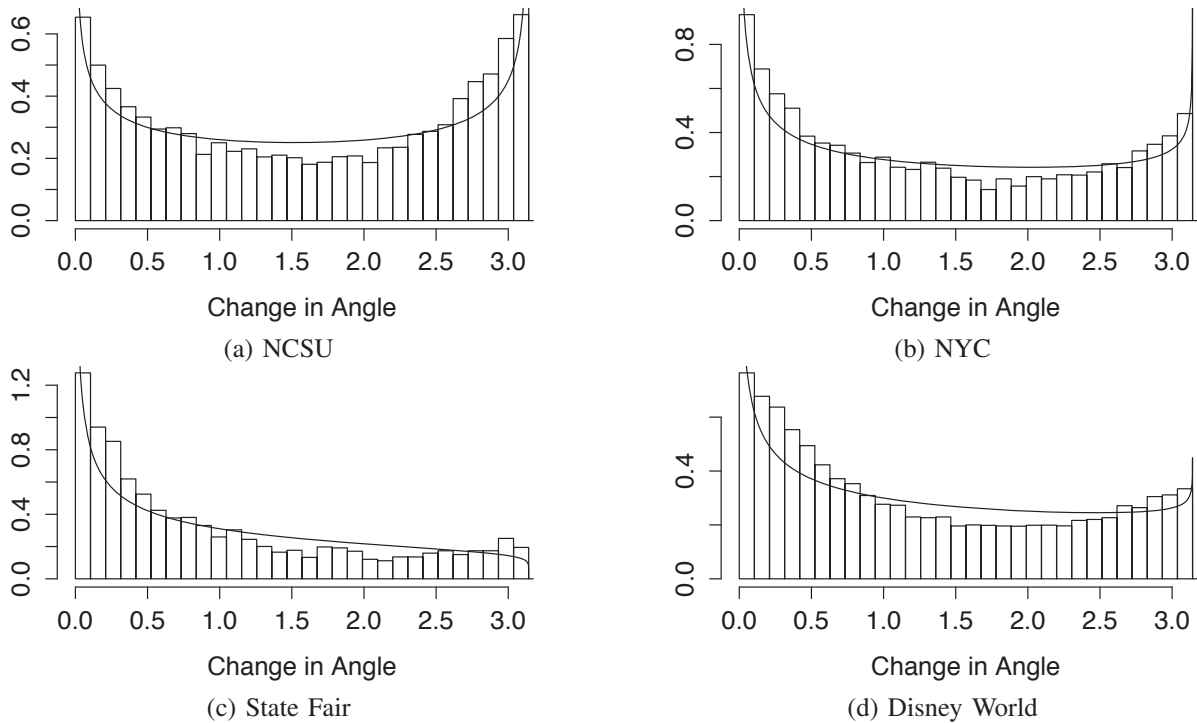 0.0 0.2 0.4 0.6
0.0 0.5 1.0 1.5 2.0 2.5 3.0
Change in Angle
(a) NCSU
0.0 0.4 0.8
0.0 0.5 1.0 1.5 2.0 2.5 3.0
Change in Angle
(b) NYC
0.0 0.4 0.8 1.2
0.0 0.5 1.0 1.5 2.0 2.5 3.0
Change in Angle
(c) State Fair
0.0 0.4
0.0 0.5 1.0 1.5 2.0 2.5 3.0
Change in Angle
(d) Disney World